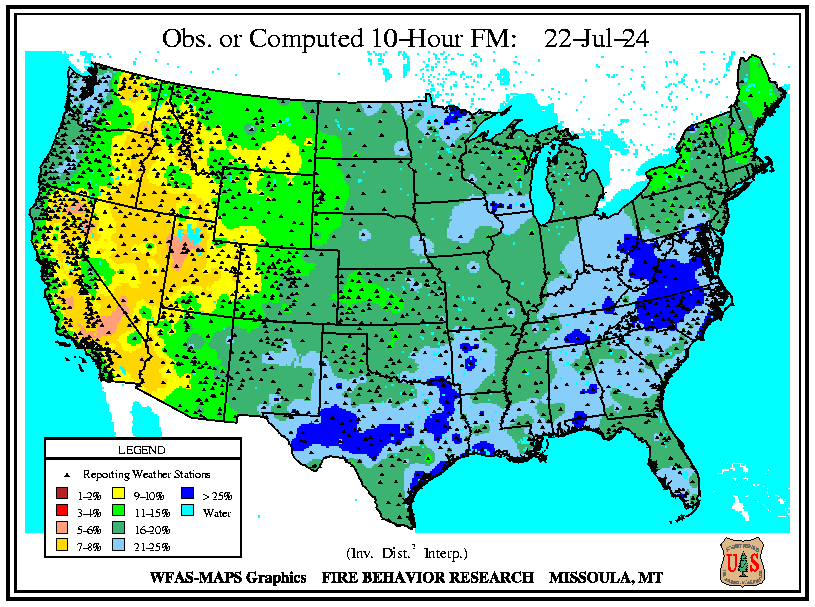 Obs. or Computed 10-Hour FM: 22-Jul-24
LEGEND
Reporting Weather Stations
1-2% 9-10% > 25%
3-4% 11-15% Water
5-6% 16-20%
7-8% 21-25%
(Inv. Dist.² Interp.)
WFAS-MAPS Graphics FIRE BEHAVIOR RESEARCH MISSOULA, MT
U S